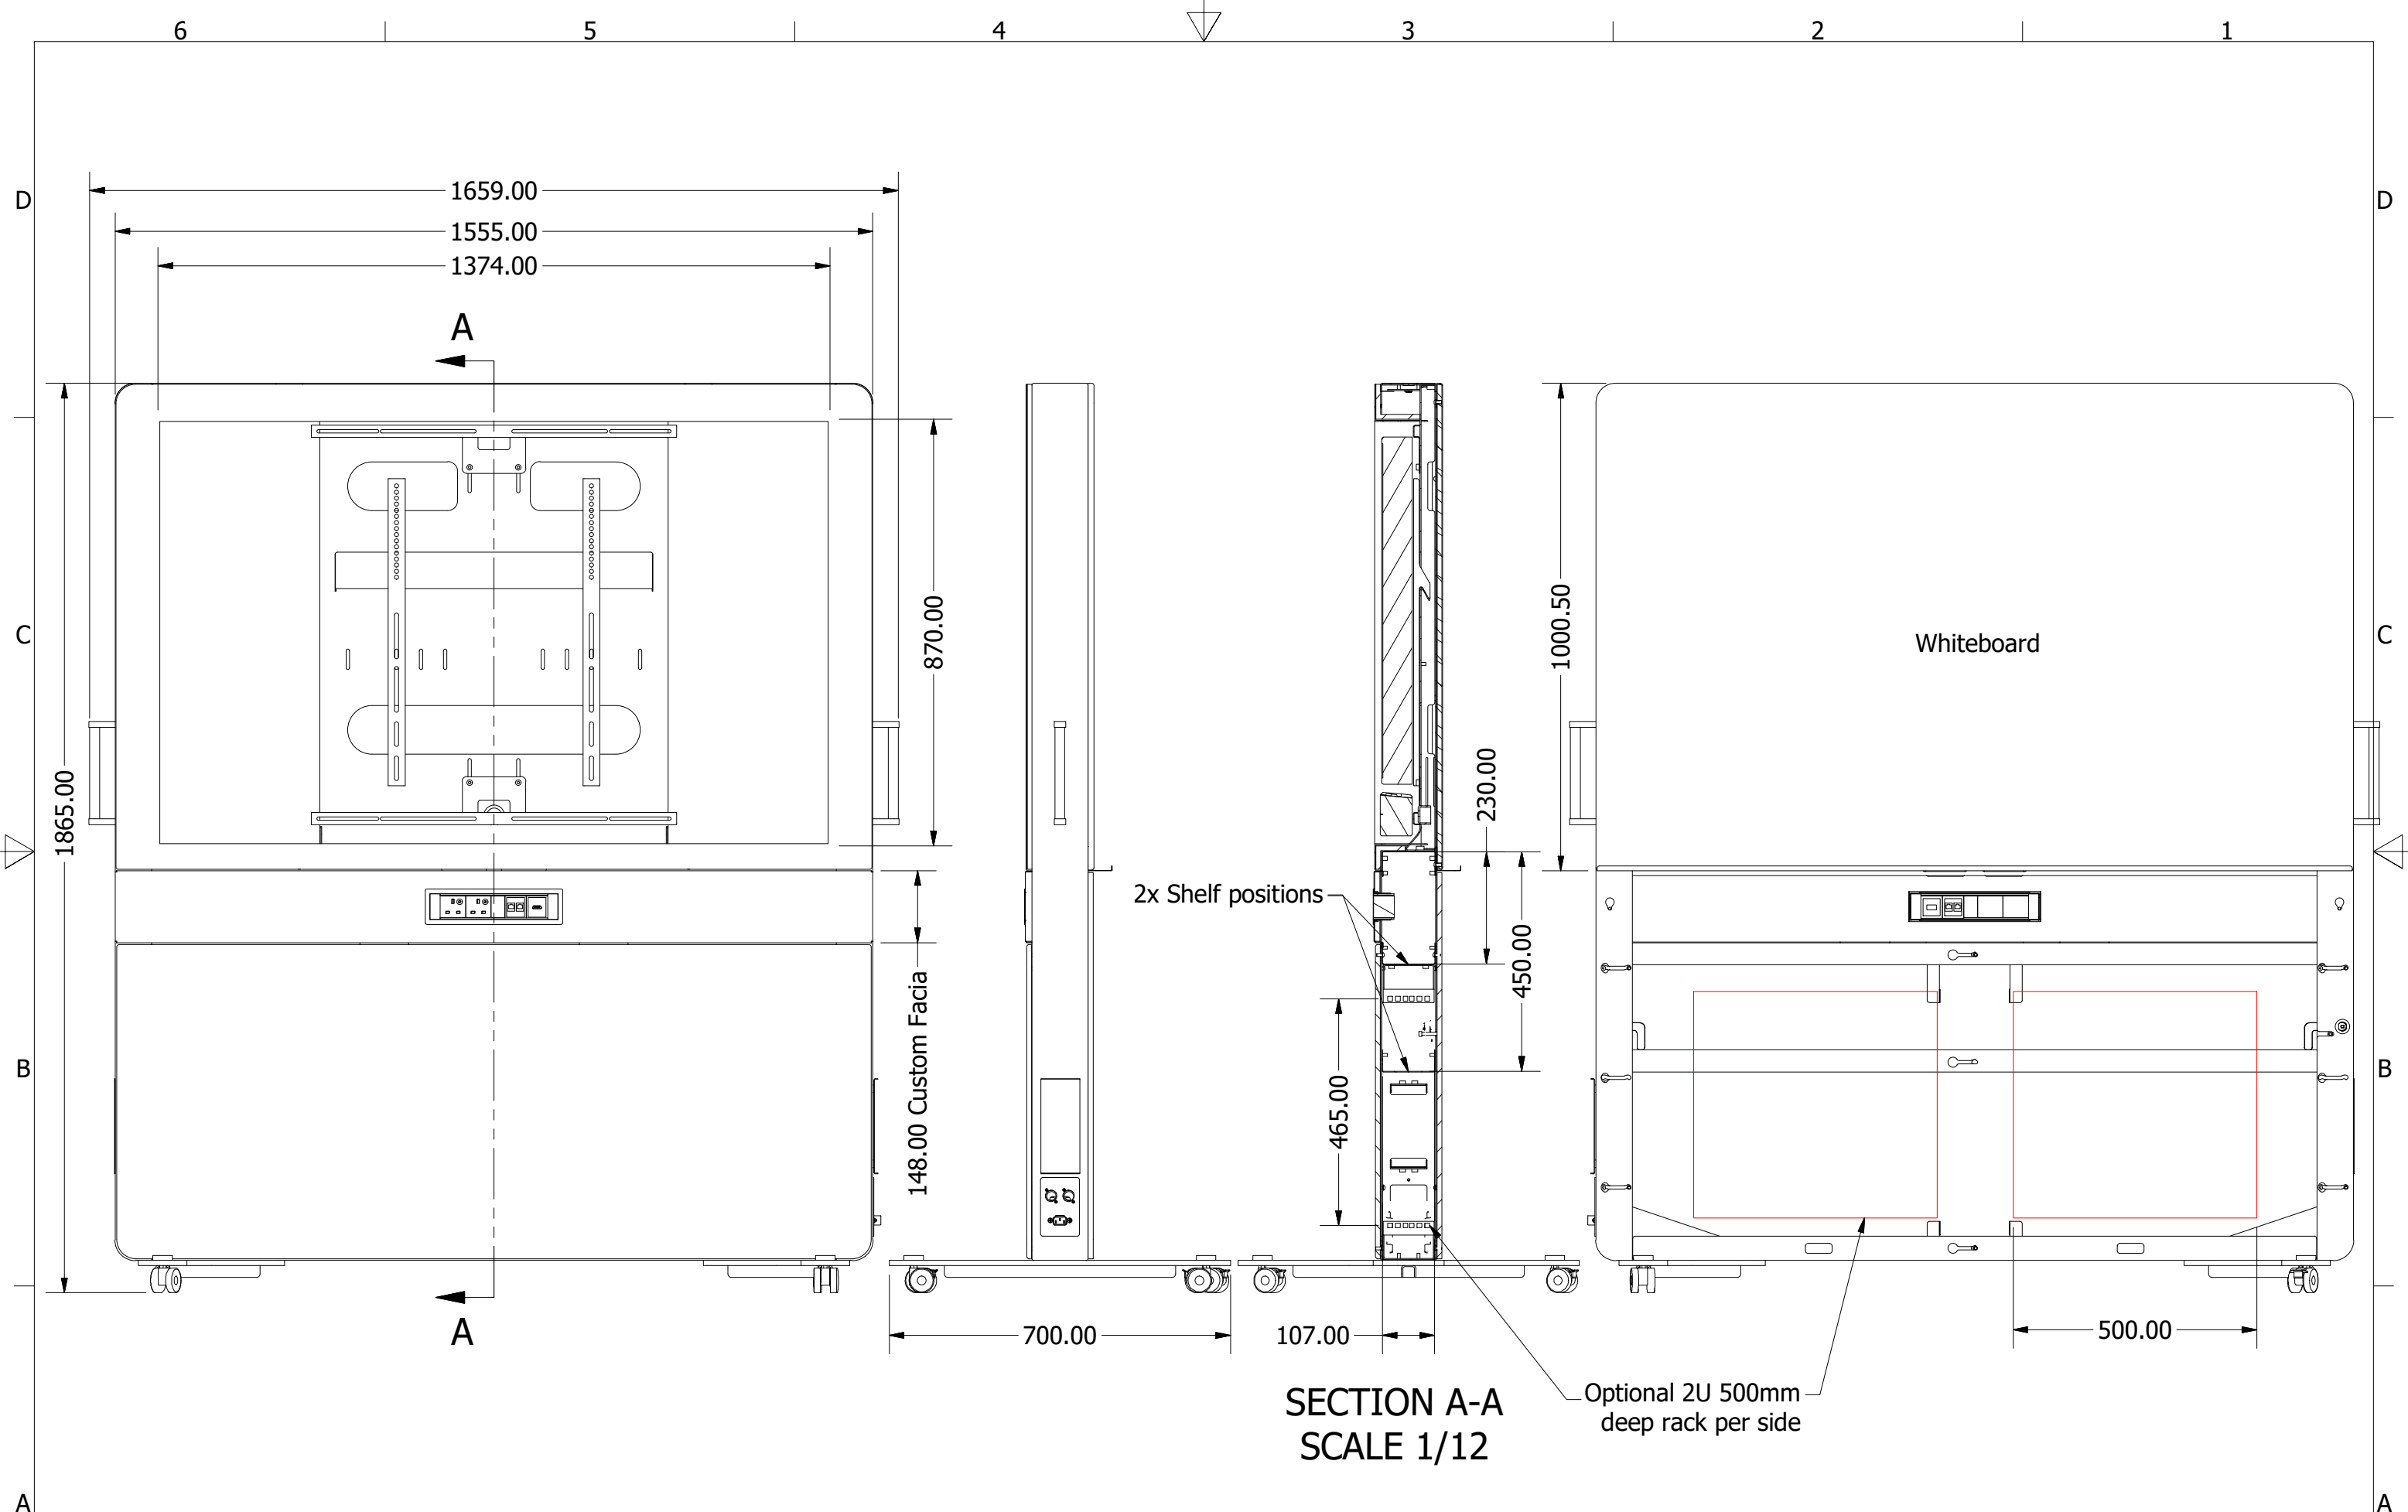 6 5 4 3 2 1
D D
1659.00
1555.00
1374.00
A
870.00
1000.50
C Whiteboard C
1865.00
230.00
2x Shelf positions
450.00
148.00 Custom Facia
B B
465.00
A
700.00
107.00
500.00
SECTION A-A
SCALE 1/12
Optional 2U 500mm
deep rack per side
A A